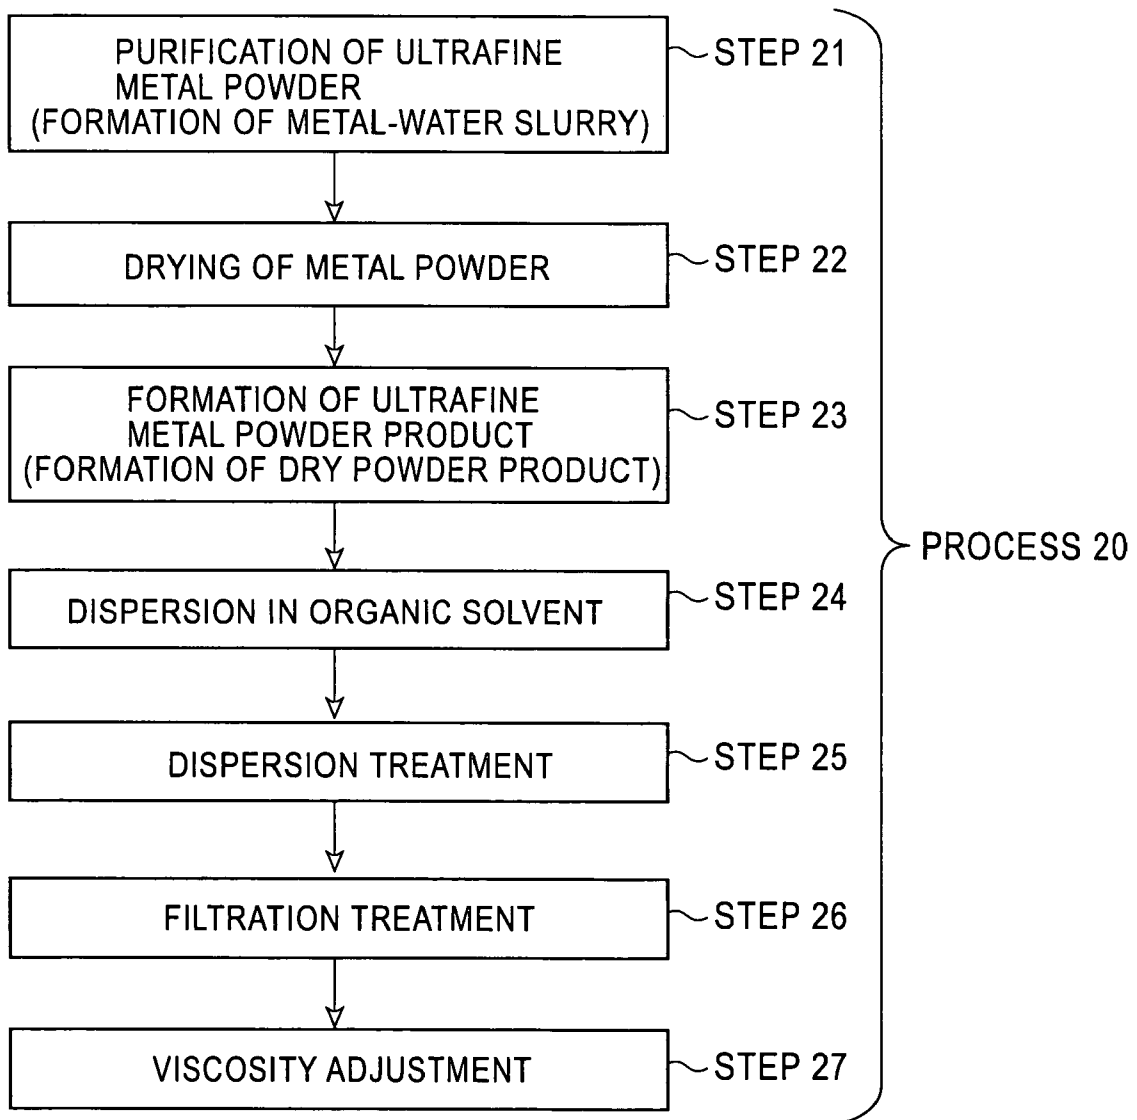 PURIFICATION OF ULTRAFINE
METAL POWDER
(FORMATION OF METAL-WATER SLURRY)
STEP 21
DRYING OF METAL POWDER
STEP 22
FORMATION OF ULTRAFINE
METAL POWDER PRODUCT
(FORMATION OF DRY POWDER PRODUCT)
STEP 23
DISPERSION IN ORGANIC SOLVENT
STEP 24
DISPERSION TREATMENT
STEP 25
FILTRATION TREATMENT
STEP 26
VISCOSITY ADJUSTMENT
STEP 27
PROCESS 20